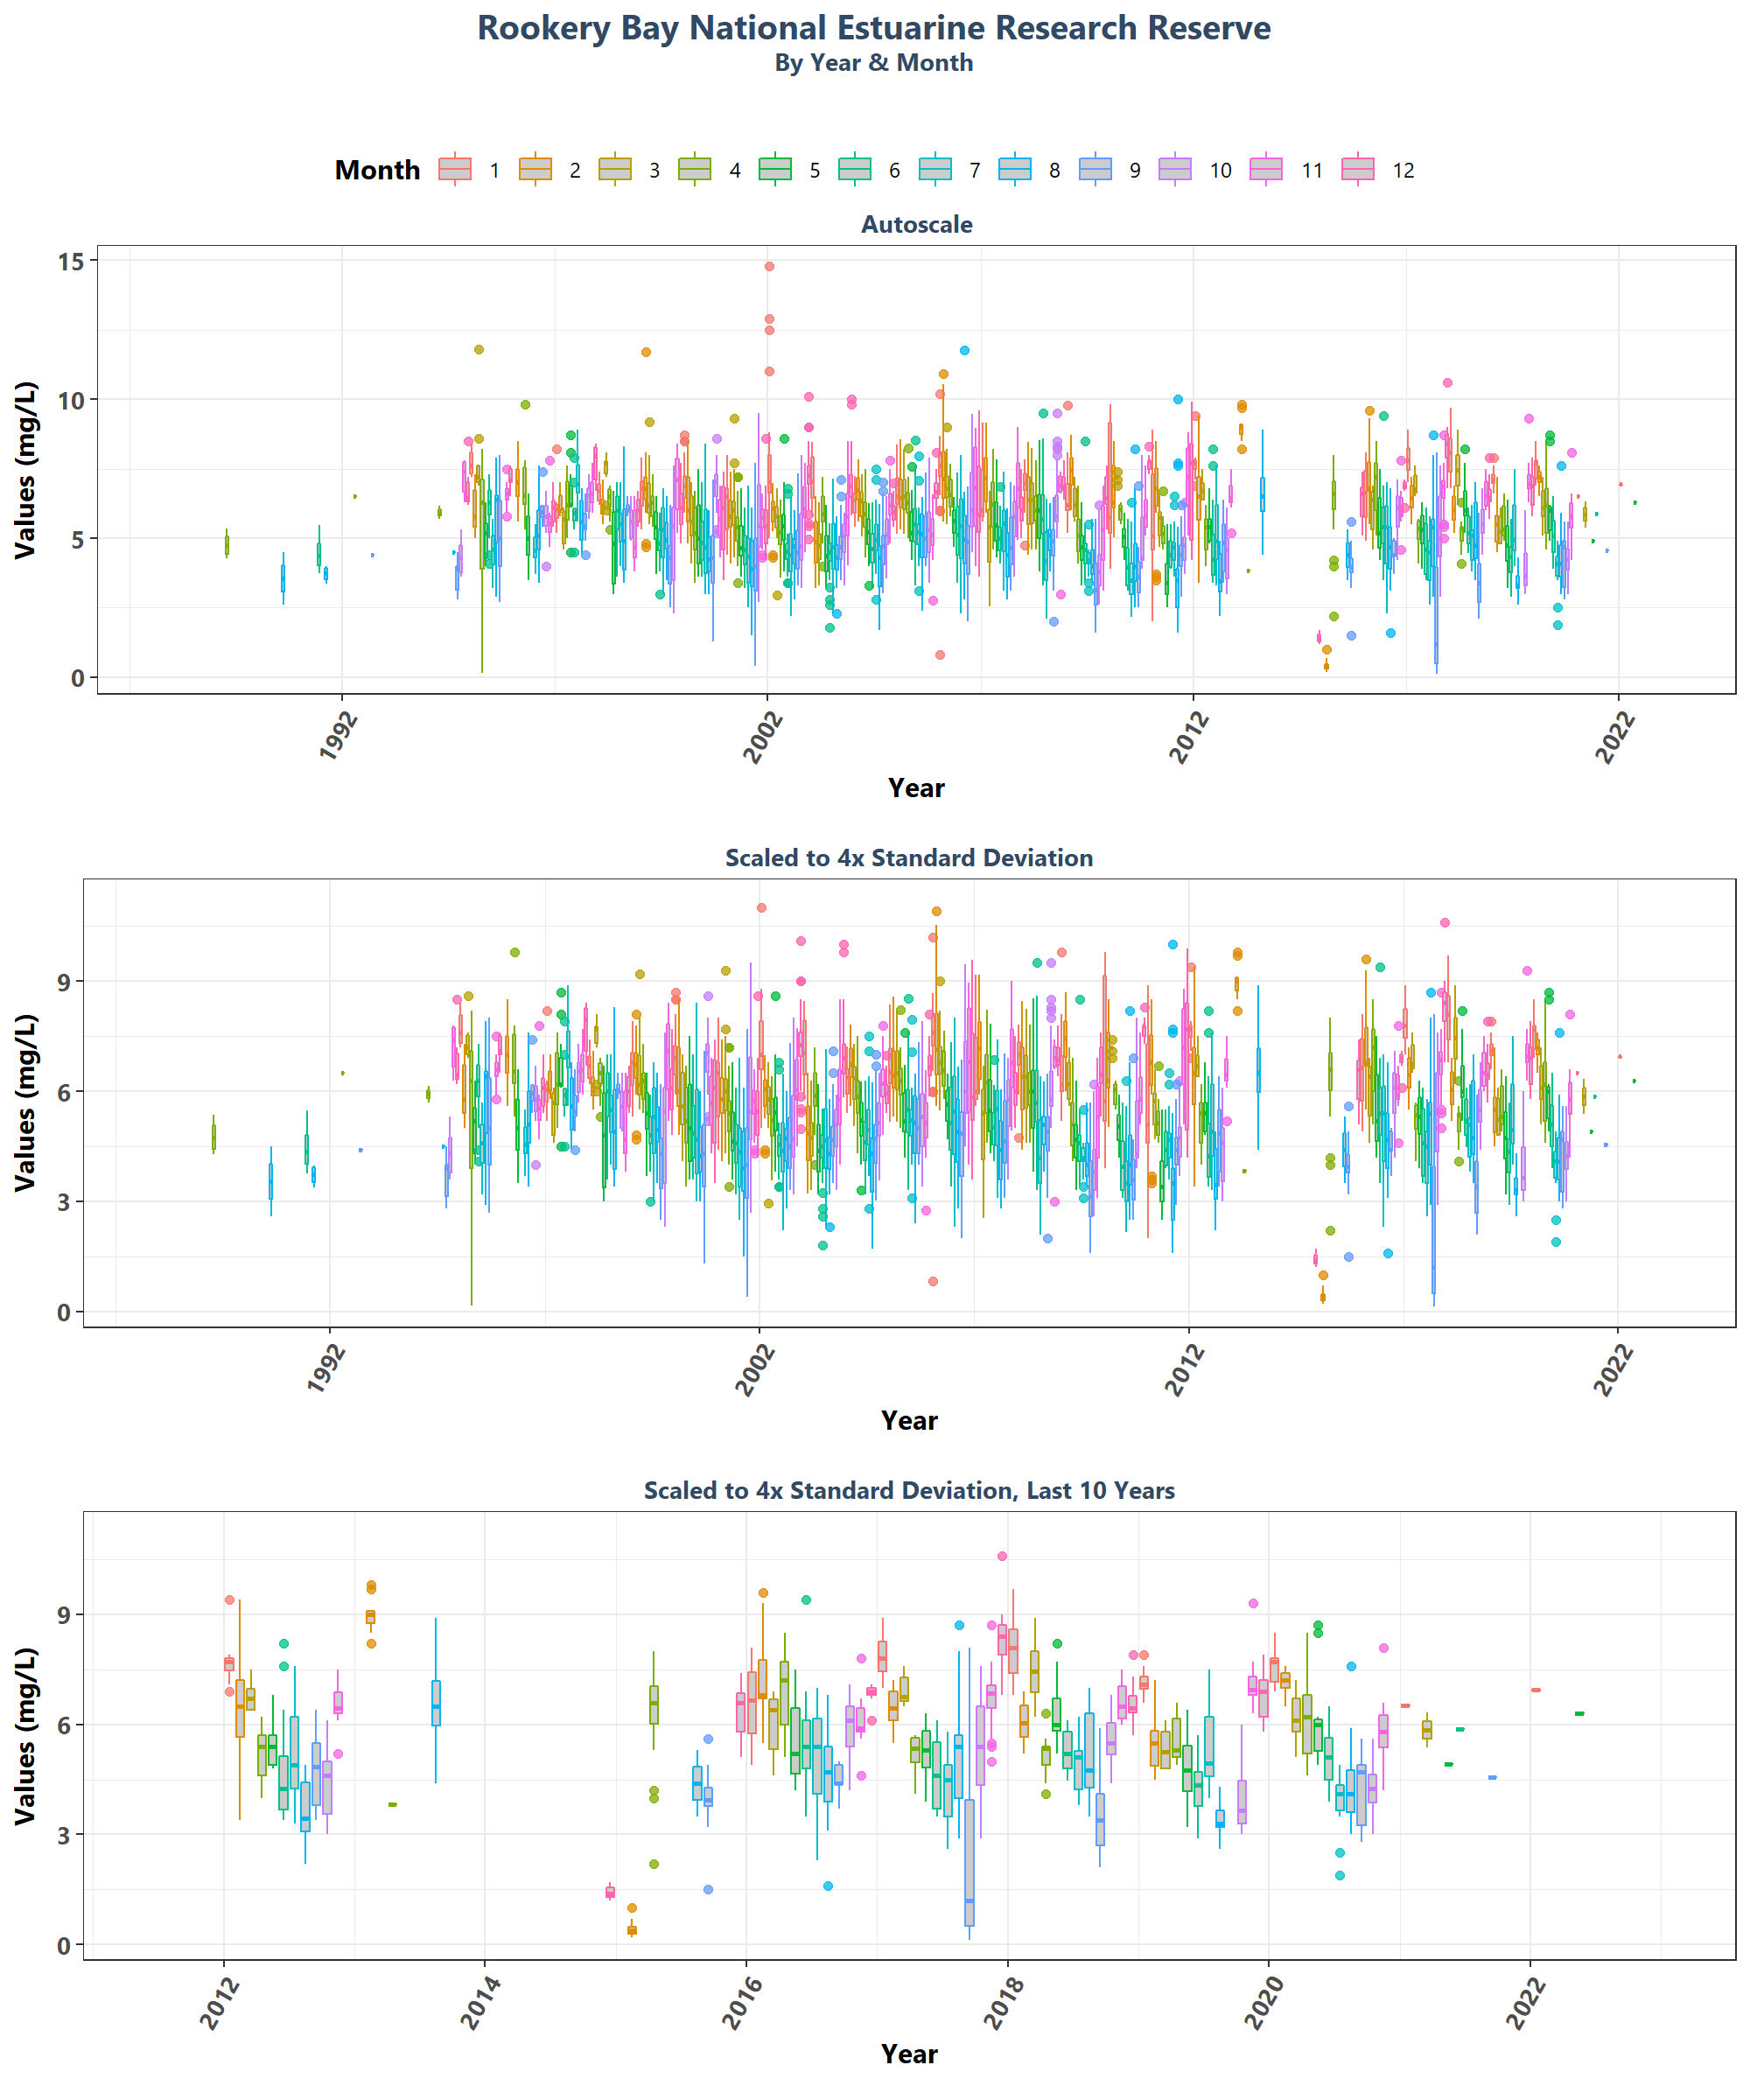 Rookery Bay National Estuarine Research Reserve
By Year & Month
Month 1 2 3 4 5 6 7 8 9 10 11 12
Autoscale
Values (mg/L)
15
10
5
0
1992 2002 2012 2022
Year
Scaled to 4x Standard Deviation
Values (mg/L)
9
6
3
0
1992 2002 2012 2022
Year
Scaled to 4x Standard Deviation, Last 10 Years
Values (mg/L)
9
6
3
0
2012 2014 2016 2018 2020 2022
Year